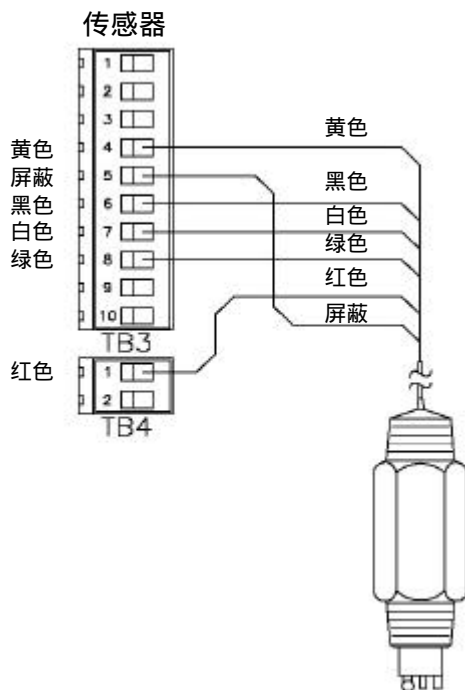 传感器
1
2
3
黄色 4 黄色
屏蔽 5
黑色 6 黑色
白色 7 白色
绿色 8 绿色
9 红色
10 屏蔽
TB3
红色 1
2
TB4